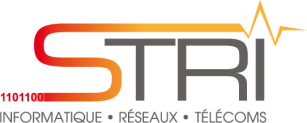 STRI
1101100
INFORMATIQUE • RÉSEAUX • TÉLÉCOMS